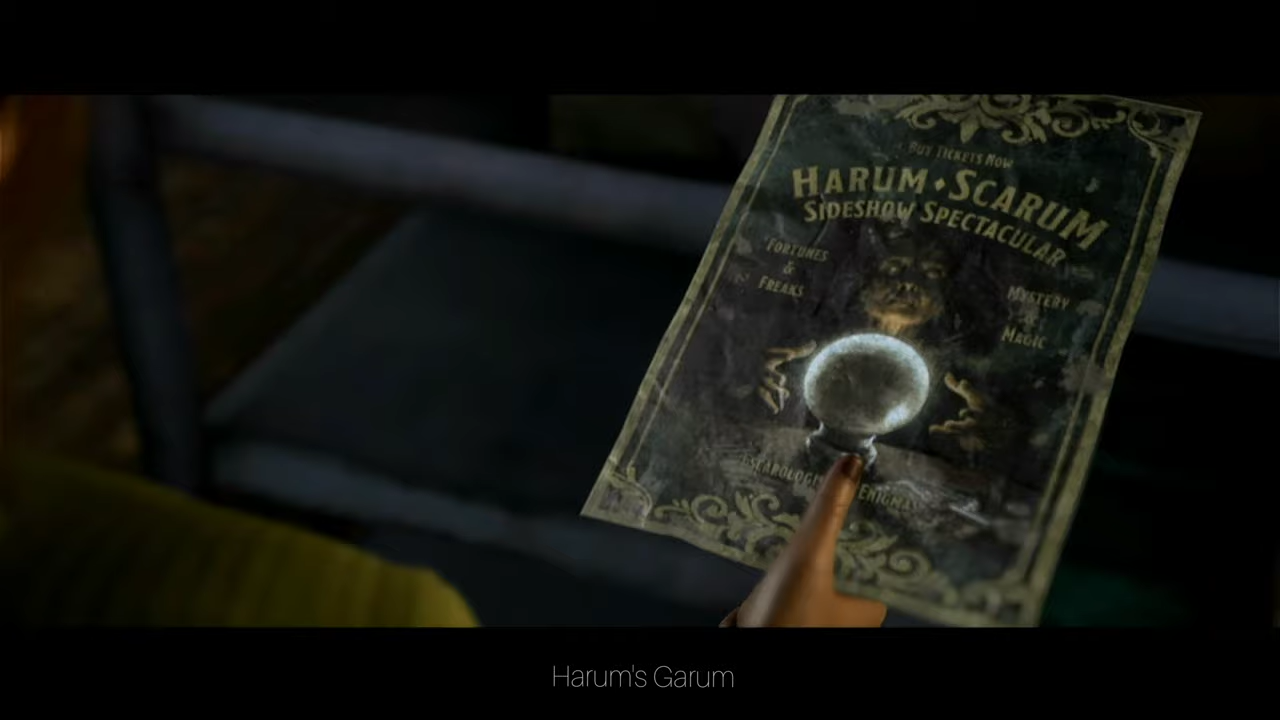 Buy Tickets Now
HARUM • SCARUM
SIDESHOW SPECTACULAR
FORTUNES
&
FREAKS
MYSTERY
MAGIC
Harum's Garum